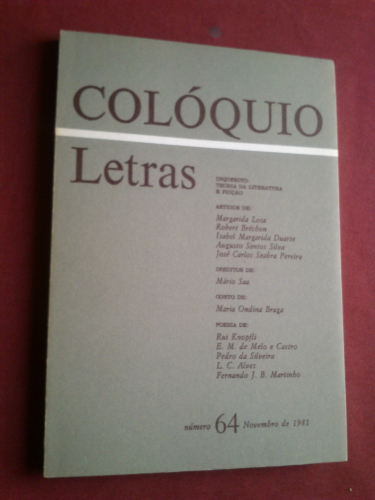 COLÓQUIO
Letras
INQUÉRITO:
TEORIA DA LITERATURA
E FICÇÃO
ARTIGOS DE:
Margarida Losa
Robert Bréchon
Isabel Margarida Duarte
Augusto Santos Silva
José Carlos Seabra Pereira
INÉDITOS DE:
Mário Saa
CONTO DE:
Maria Ondina Braga
POESIA DE:
Rui Knopfli
E. M. de Melo e Castro
Pedro da Silveira
L. C. Alves
Fernando J. B. Martinho
número 64 Novembro de 1981